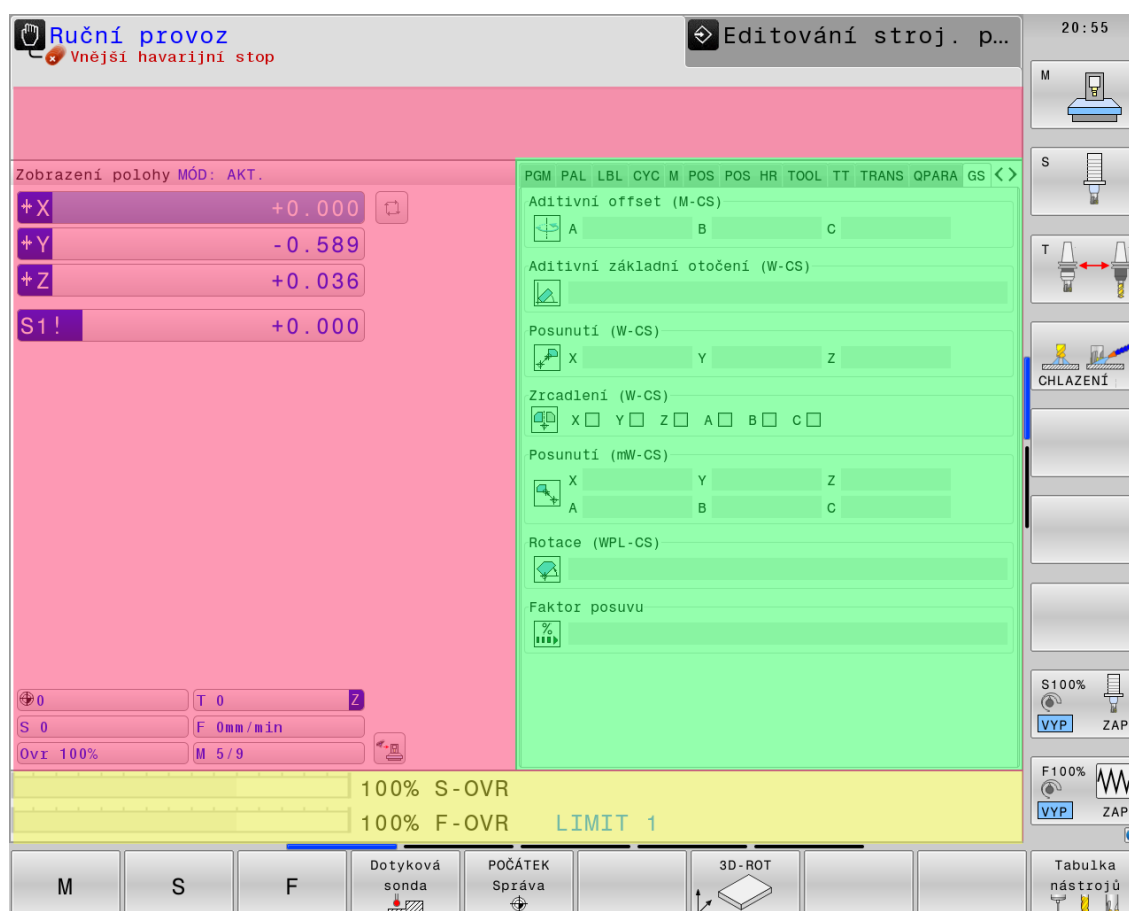 Ruční provoz
Vnější havarijní stop
Editování stroj. p...
20:55
Zobrazení polohy MÓD: AKT.
X +0.000
Y -0.589
Z +0.036
S1! +0.000
0 T 0 Z
S 0 F 0mm/min
Ovr 100% M 5/9
PGM PAL LBL CYC M POS POS HR TOOL TT TRANS QPARA GS
Aditivní offset (M-CS)
A B C
Aditivní základní otočení (W-CS)
Posunutí (W-CS)
X Y Z
Zrcadlení (W-CS)
X Y Z A B C
Posunutí (mW-CS)
X Y Z
A B C
Rotace (WPL-CS)
Faktor posuvu
%
100% S-OVR
100% F-OVR LIMIT 1
M
S
T
CHLAZENÍ
S100%
VYP ZAP
F100%
VYP ZAP
M
S
F
Dotyková
sonda
POČÁTEK
Správa
3D-ROT
Tabulka
nástrojů